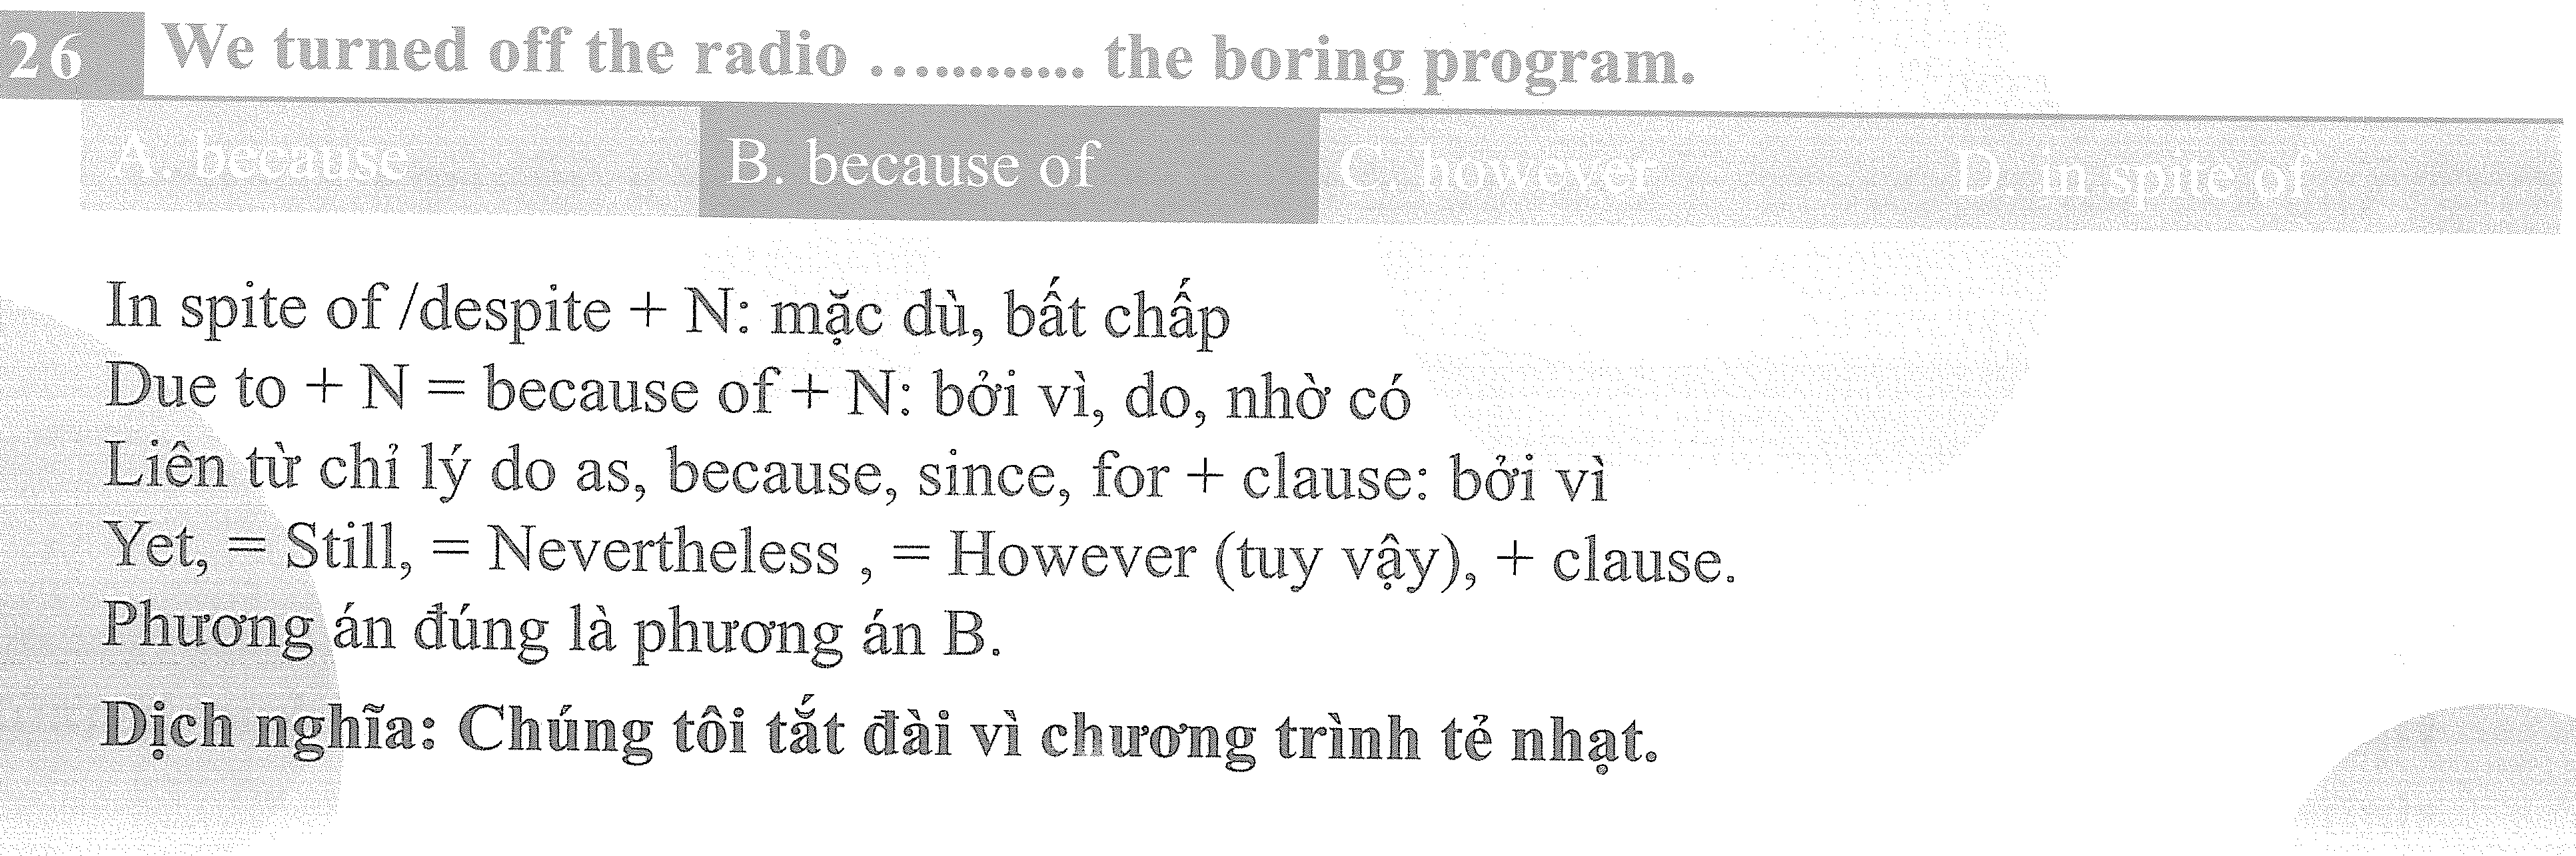 26 We turned off the radio ............. the boring program.
A. because B. because of C. however D. in spite of
In spite of /despite + N: mặc dù, bất chấp
Due to + N = because of + N: bởi vì, do, nhờ có
Liên từ chỉ lý do as, because, since, for + clause: bởi vì
Yet, = Still, = Nevertheless , = However (tuy vậy), + clause.
Phương án đúng là phương án B.
Dịch nghĩa: Chúng tôi tắt đài vì chương trình tẻ nhạt.